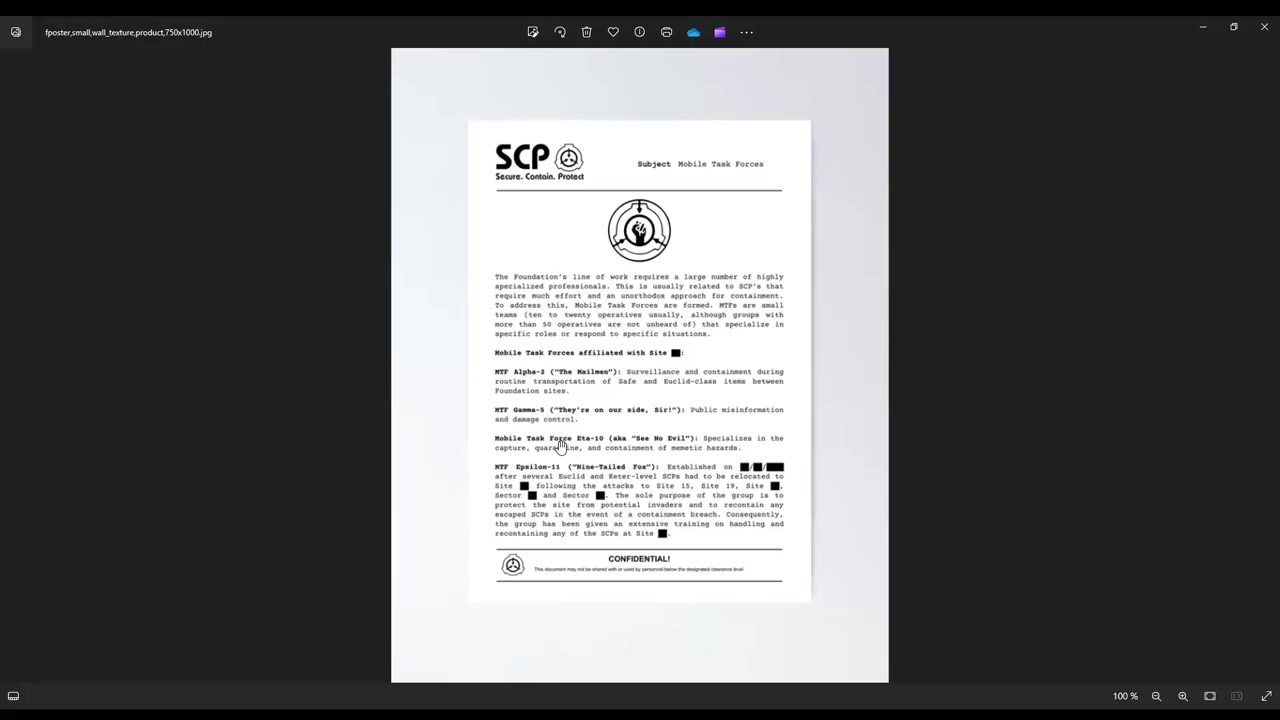 fposter,small,wall_texture,product,750x1000.jpg
SCP
Secure. Contain. Protect
Subject Mobile Task Forces
The Foundation's line of work requires a large number of highly
specialized professionals. This is usually related to SCP's that
require much effort and an unorthodox approach for containment.
To address this, Mobile Task Forces are formed. MTFs are small
teams (ten to twenty operatives usually, although groups with
more than 50 operatives are not unheard of) that specialize in
specific roles or respond to specific situations.
Mobile Task Forces affiliated with Site :
MTF Alpha-2 ("The Mailmen"): Surveillance and containment during
routine transportation of Safe and Euclid-class items between
Foundation sites.
MTF Gamma-5 ("They're on our side, Sir!"): Public misinformation
and damage control.
Mobile Task Force Eta-10 (aka "See No Evil"): Specializes in the
capture, quarantine, and containment of memetic hazards.
MTF Epsilon-11 ("Nine-Tailed Fox"): Established on / /
after several Euclid and Keter-level SCPs had to be relocated to
Site following the attacks to Site 15, Site 19, Site ,
Sector and Sector . The sole purpose of the group is to
protect the site from potential invaders and to recontain any
escaped SCPs in the event of a containment breach. Consequently,
the group has been given an extensive training on handling and
recontaining any of the SCPs at Site .
CONFIDENTIAL!
This document may not be shared with or used by personnel below the designated clearance level
100 %